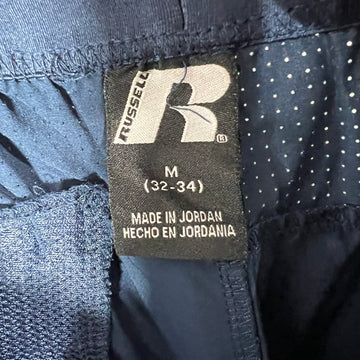 RUSSELL
R
®
M
(32-34)
MADE IN JORDAN
HECHO EN JORDANIA